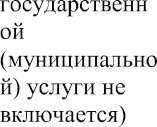 государственн
ой
(муниципально
й) услуги не
включается)